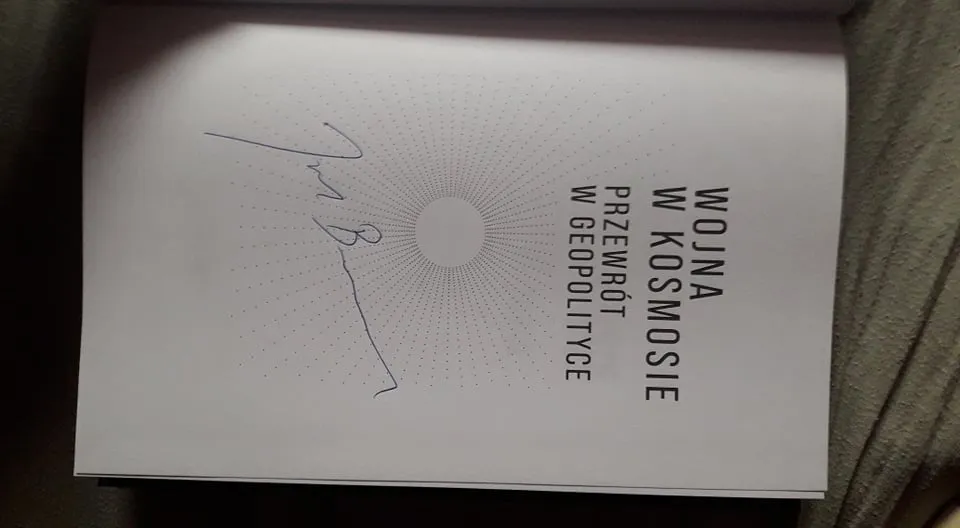 WOJNA
W KOSMOSIE
PRZEWRÓT
W GEOPOLITYCE